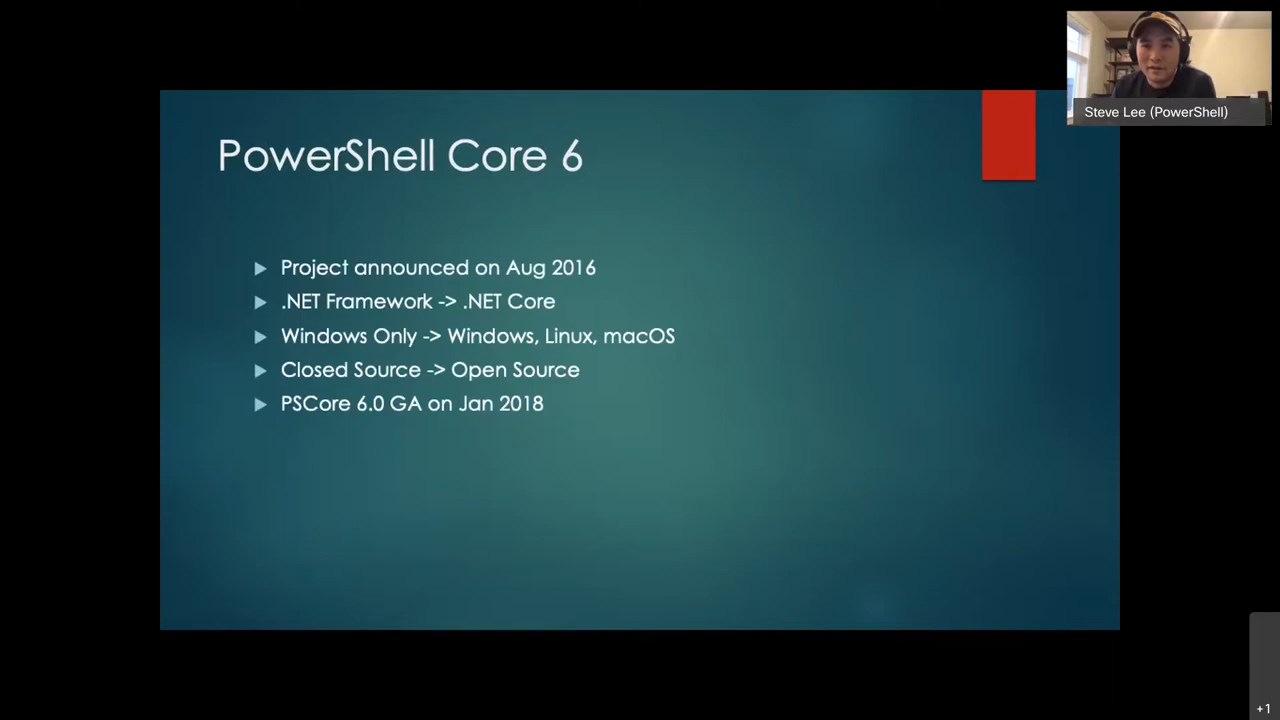 Steve Lee (PowerShell)
PowerShell Core 6
Project announced on Aug 2016
.NET Framework -> .NET Core
Windows Only -> Windows, Linux, macOS
Closed Source -> Open Source
PSCore 6.0 GA on Jan 2018
+1